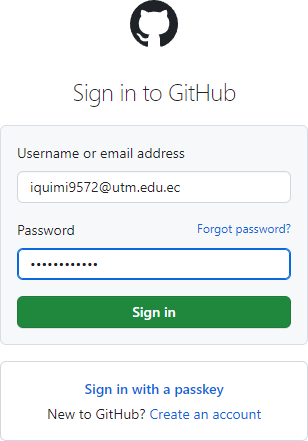 Sign in to GitHub
Username or email address
iquimi9572@utm.edu.ec
Password Forgot password?
••••••••••••
Sign in
Sign in with a passkey
New to GitHub? Create an account